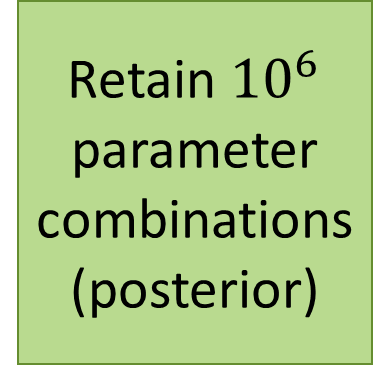 Retain 10⁶
parameter
combinations
(posterior)